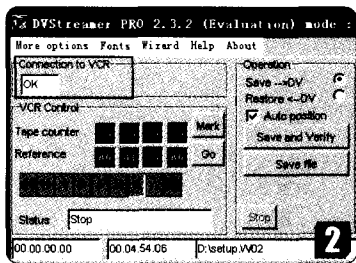 DVStreamer PRO 2.3.2 (Evaluation) mode :
More options Fonts Wizard Help About
Connection to VCR
OK
Operation
Save -->DV
Restore <--DV
Auto position
VCR Control
Tape counter
Mark
Save and Verify
Reference
Go
Save file
Status Stop
Stop
00.00.00.00 00.04.54.06 D:\setup.W02
2